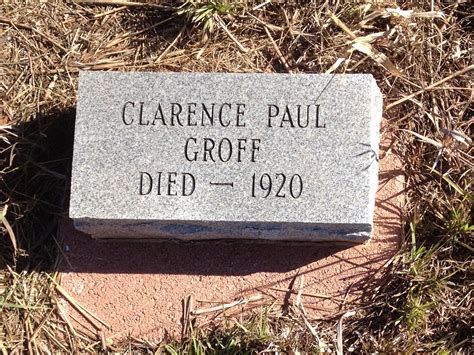 CLARENCE PAUL
GROFF
DIED — 1920